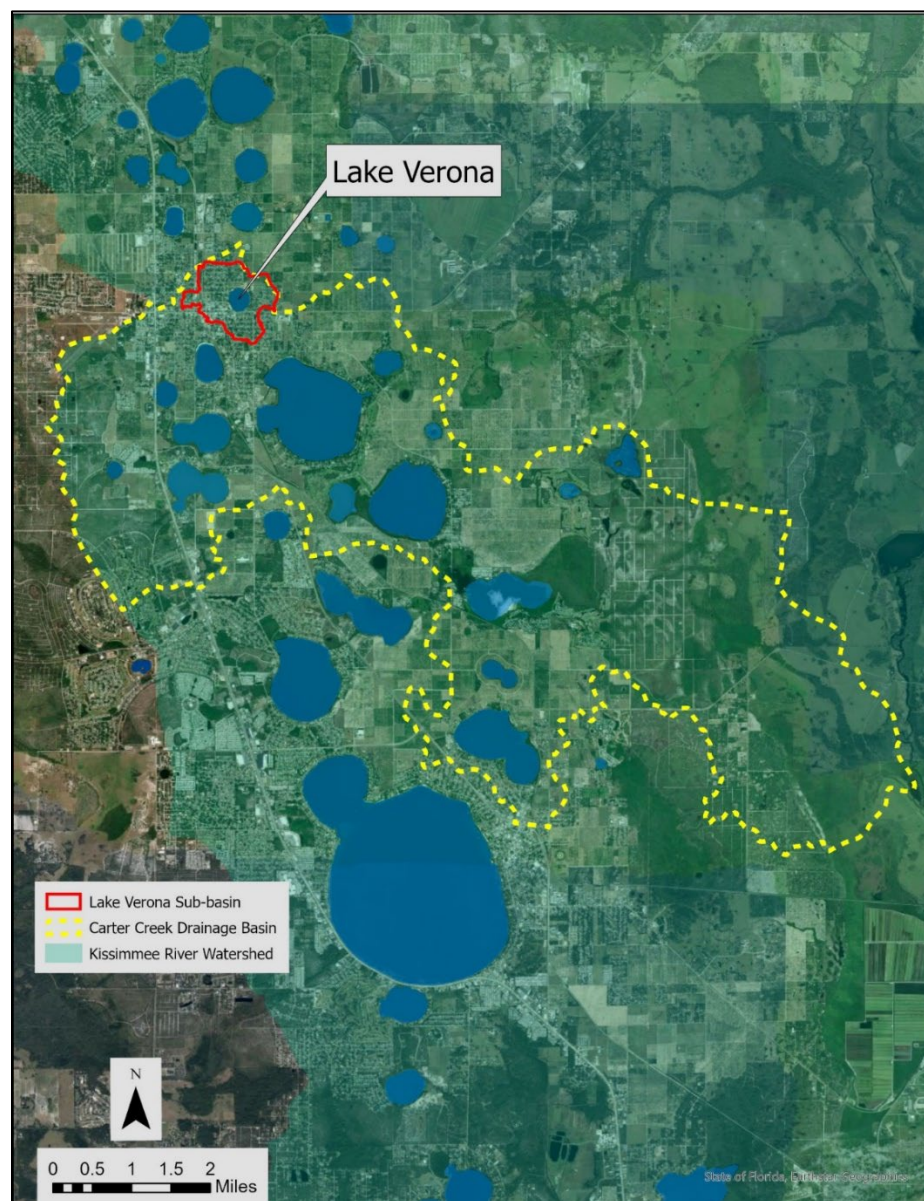 Lake Verona
Lake Verona Sub-basin
Carter Creek Drainage Basin
Kissimmee River Watershed
N
0 0.5 1 1.5 2
Miles
State of Florida,